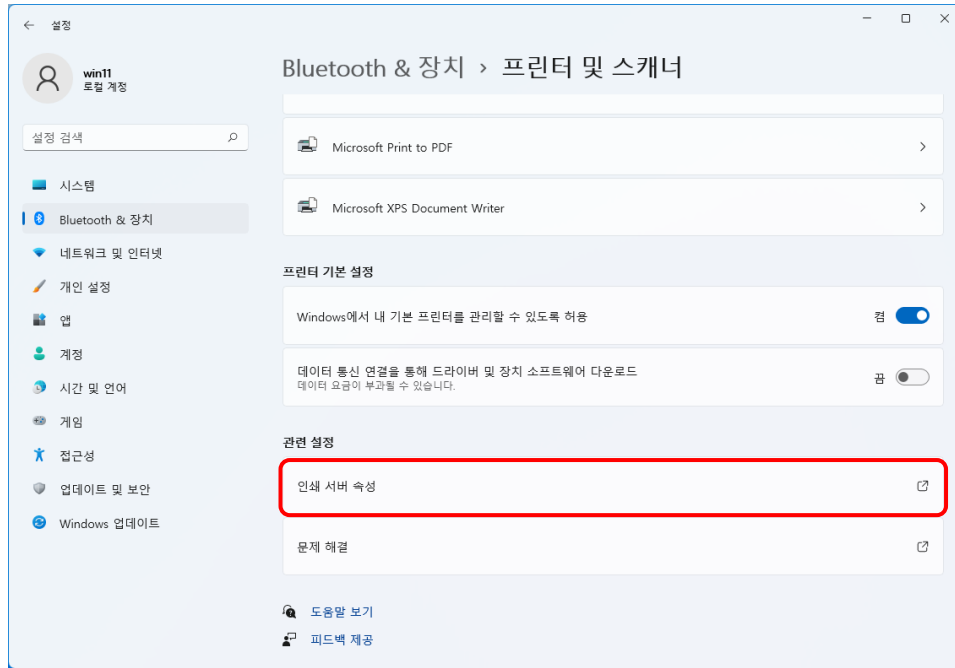 설정
win11
로컬 계정
설정 검색
시스템
Bluetooth & 장치
네트워크 및 인터넷
개인 설정
앱
계정
시간 및 언어
게임
접근성
업데이트 및 보안
Windows 업데이트
Bluetooth & 장치 › 프린터 및 스캐너
Microsoft Print to PDF
Microsoft XPS Document Writer
프린터 기본 설정
Windows에서 내 기본 프린터를 관리할 수 있도록 허용
켬
데이터 통신 연결을 통해 드라이버 및 장치 소프트웨어 다운로드
데이터 요금이 부과될 수 있습니다.
끔
관련 설정
인쇄 서버 속성
문제 해결
도움말 보기
피드백 제공